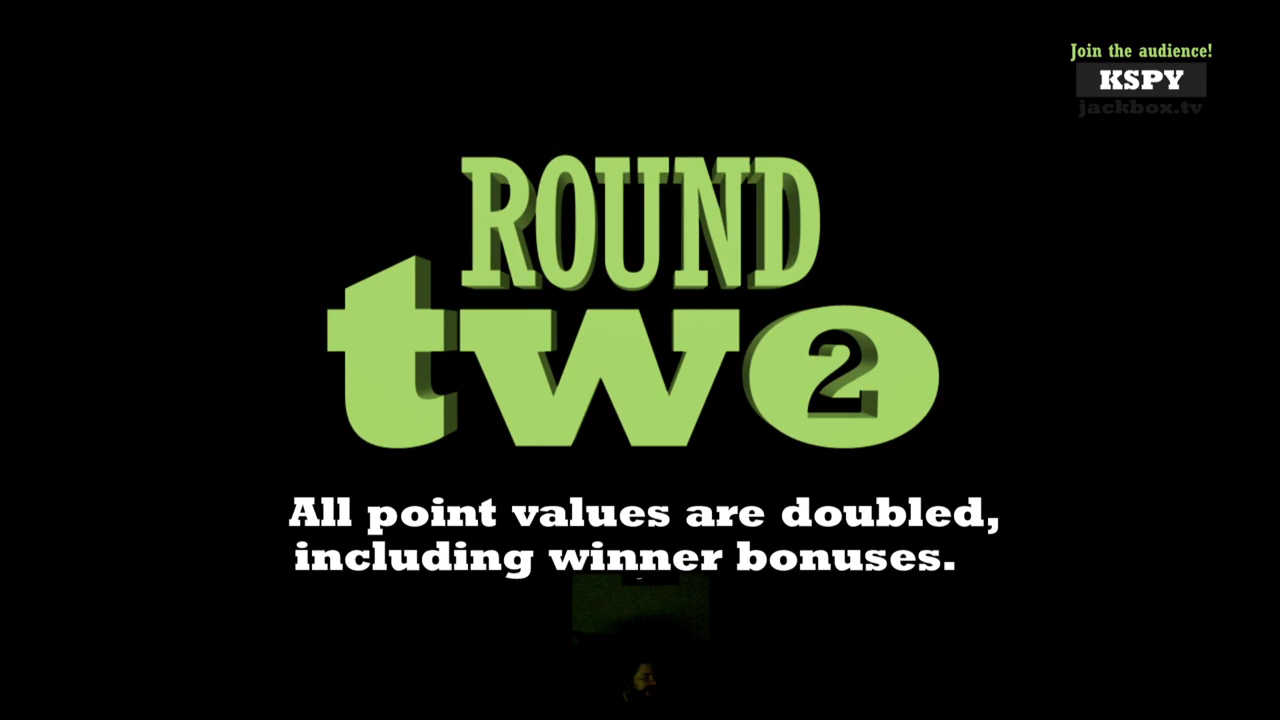 Join the audience!
KSPY
jackbox.tv
ROUND
two
2
All point values are doubled,
including winner bonuses.